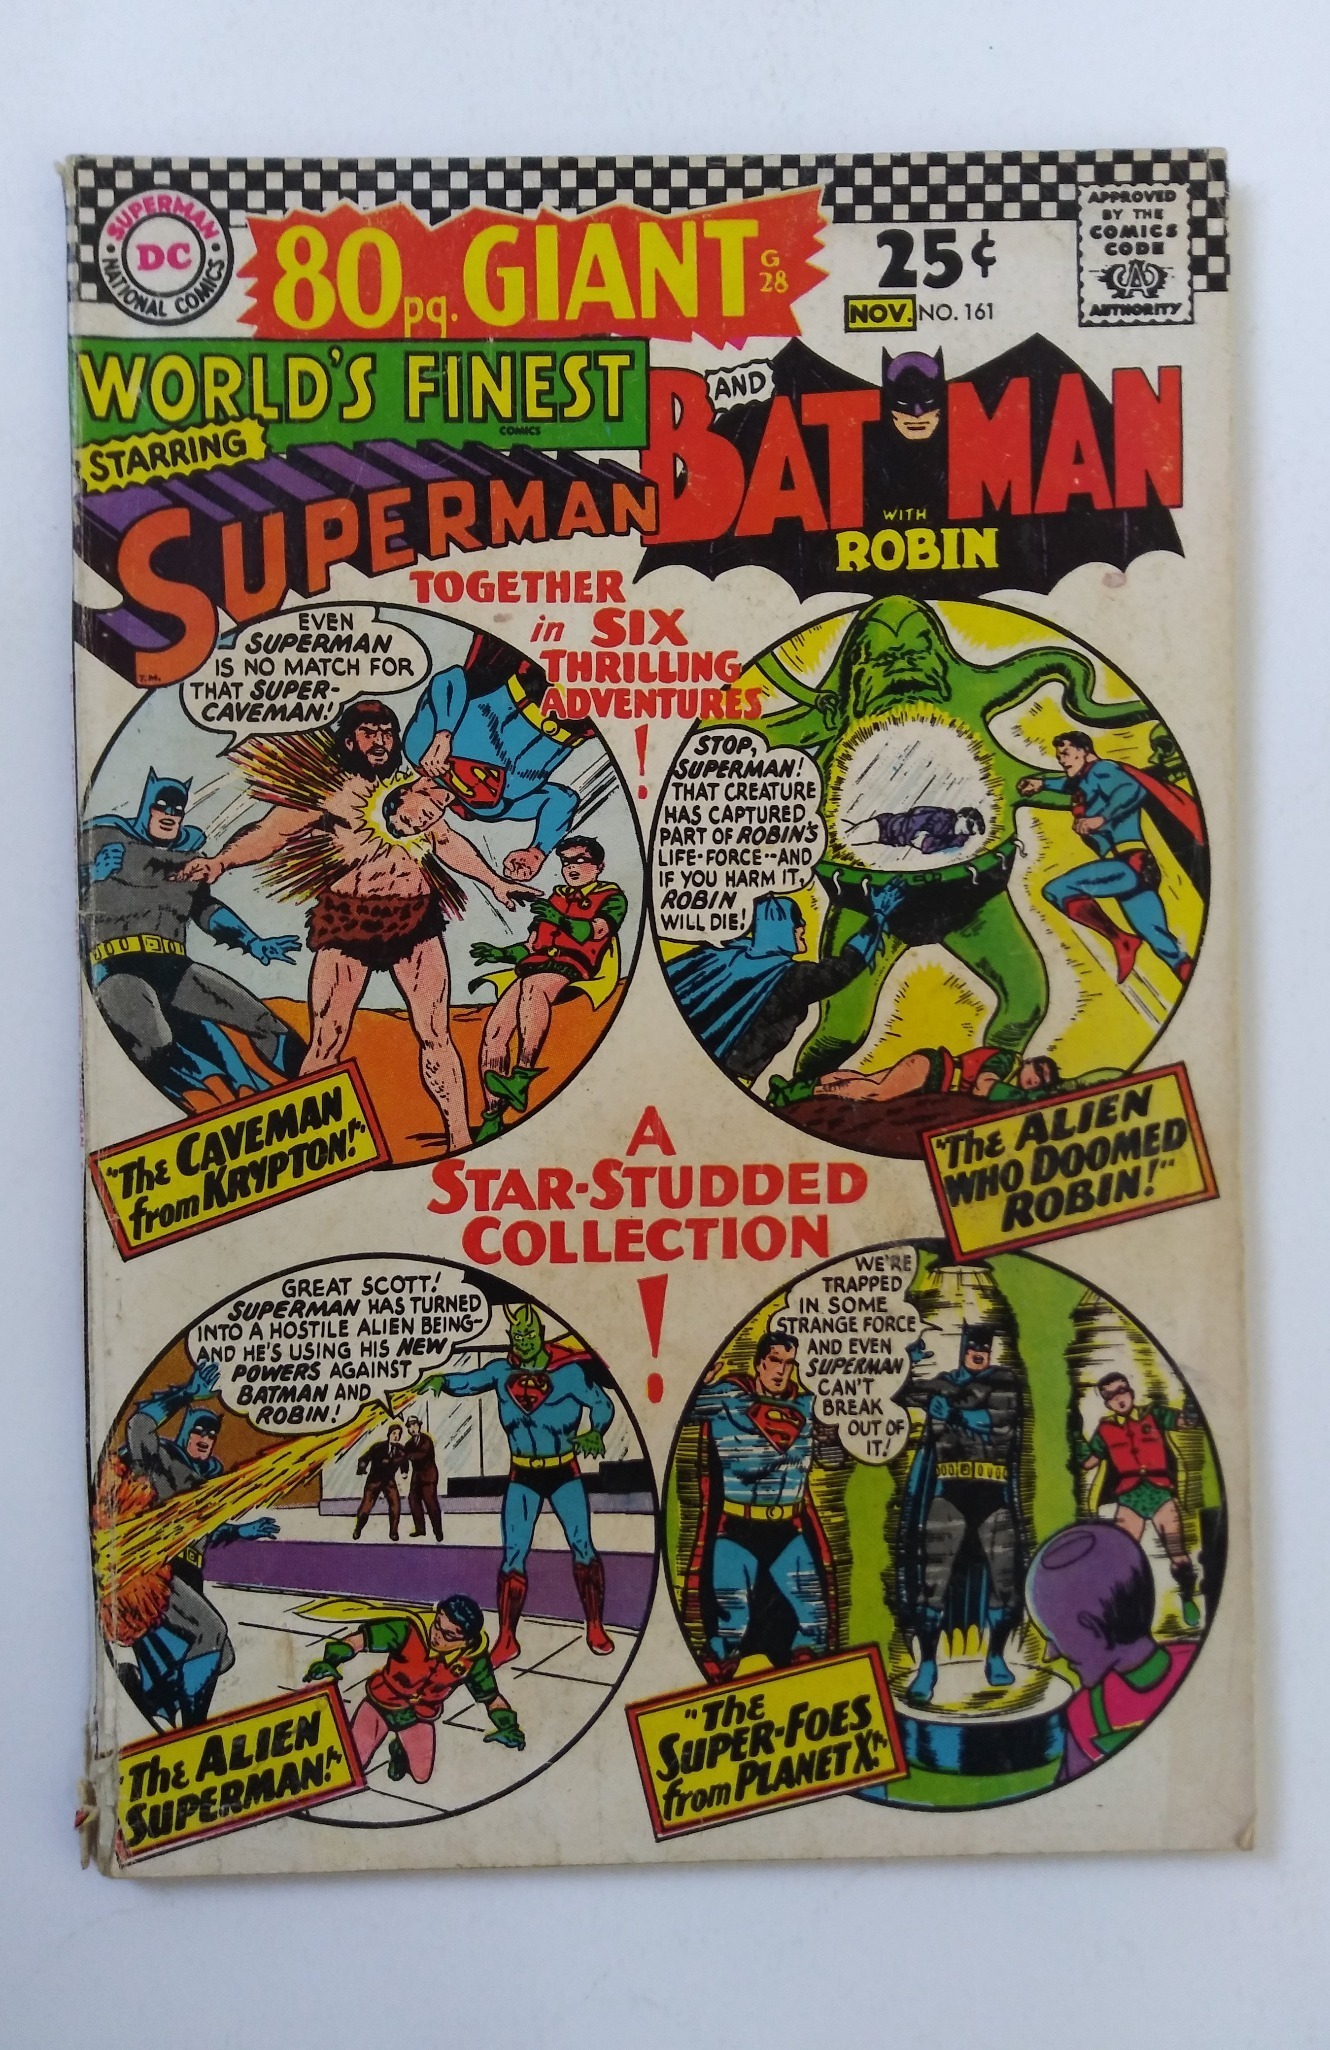 SUPERMAN
DC
NATIONAL COMICS
80 pg. GIANT
G
28
25¢
NOV. NO. 161
APPROVED
BY THE
COMICS
CODE
CA
AUTHORITY
WORLD'S FINEST
COMICS
STARRING
SUPERMAN
T.M.
AND
BATMAN
WITH
ROBIN
TOGETHER
in SIX
THRILLING
ADVENTURES
!
EVEN
SUPERMAN
IS NO MATCH FOR
THAT SUPER-
CAVEMAN!
"The CAVEMAN
from KRYPTON!"
STOP,
SUPERMAN!
THAT CREATURE
HAS CAPTURED
PART OF ROBIN'S
LIFE-FORCE--AND
IF YOU HARM IT,
ROBIN
WILL DIE!
"The ALIEN
WHO DOOMED
ROBIN!"
A
STAR-STUDDED
COLLECTION
!
GREAT SCOTT!
SUPERMAN HAS TURNED
INTO A HOSTILE ALIEN BEING-
AND HE'S USING HIS NEW
POWERS AGAINST
BATMAN AND
ROBIN!
"The ALIEN
SUPERMAN!"
WE'RE
TRAPPED
IN SOME
STRANGE FORCE
AND EVEN
SUPERMAN
CAN'T
BREAK
OUT OF
IT!
"The
SUPER-FOES
from PLANET X!"